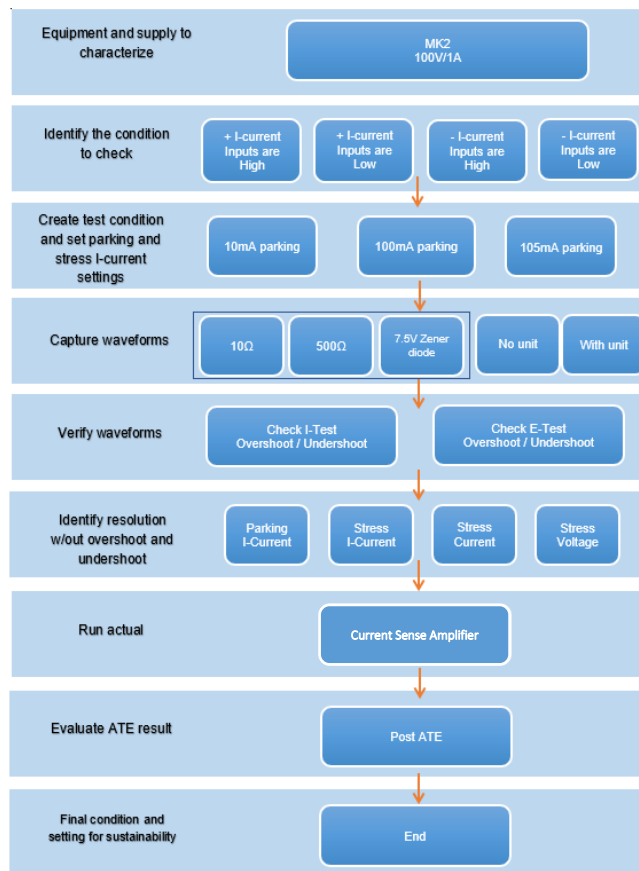 Equipment and supply to
characterize
MK2
100V/1A
Identify the condition
to check
+ I-current
Inputs are
High
+ I-current
Inputs are
Low
- I-current
Inputs are
High
- I-current
Inputs are
Low
Create test condition
and set parking and
stress I-current
settings
10mA parking
100mA parking
105mA parking
Capture waveforms
10Ω
500Ω
7.5V Zener
diode
No unit
With unit
Verify waveforms
Check I-Test
Overshoot / Undershoot
Check E-Test
Overshoot / Undershoot
Identify resolution
w/out overshoot and
undershoot
Parking
I-Current
Stress
I-Current
Stress
Current
Stress
Voltage
Run actual
Current Sense Amplifier
Evaluate ATE result
Post ATE
Final condition and
setting for sustainability
End